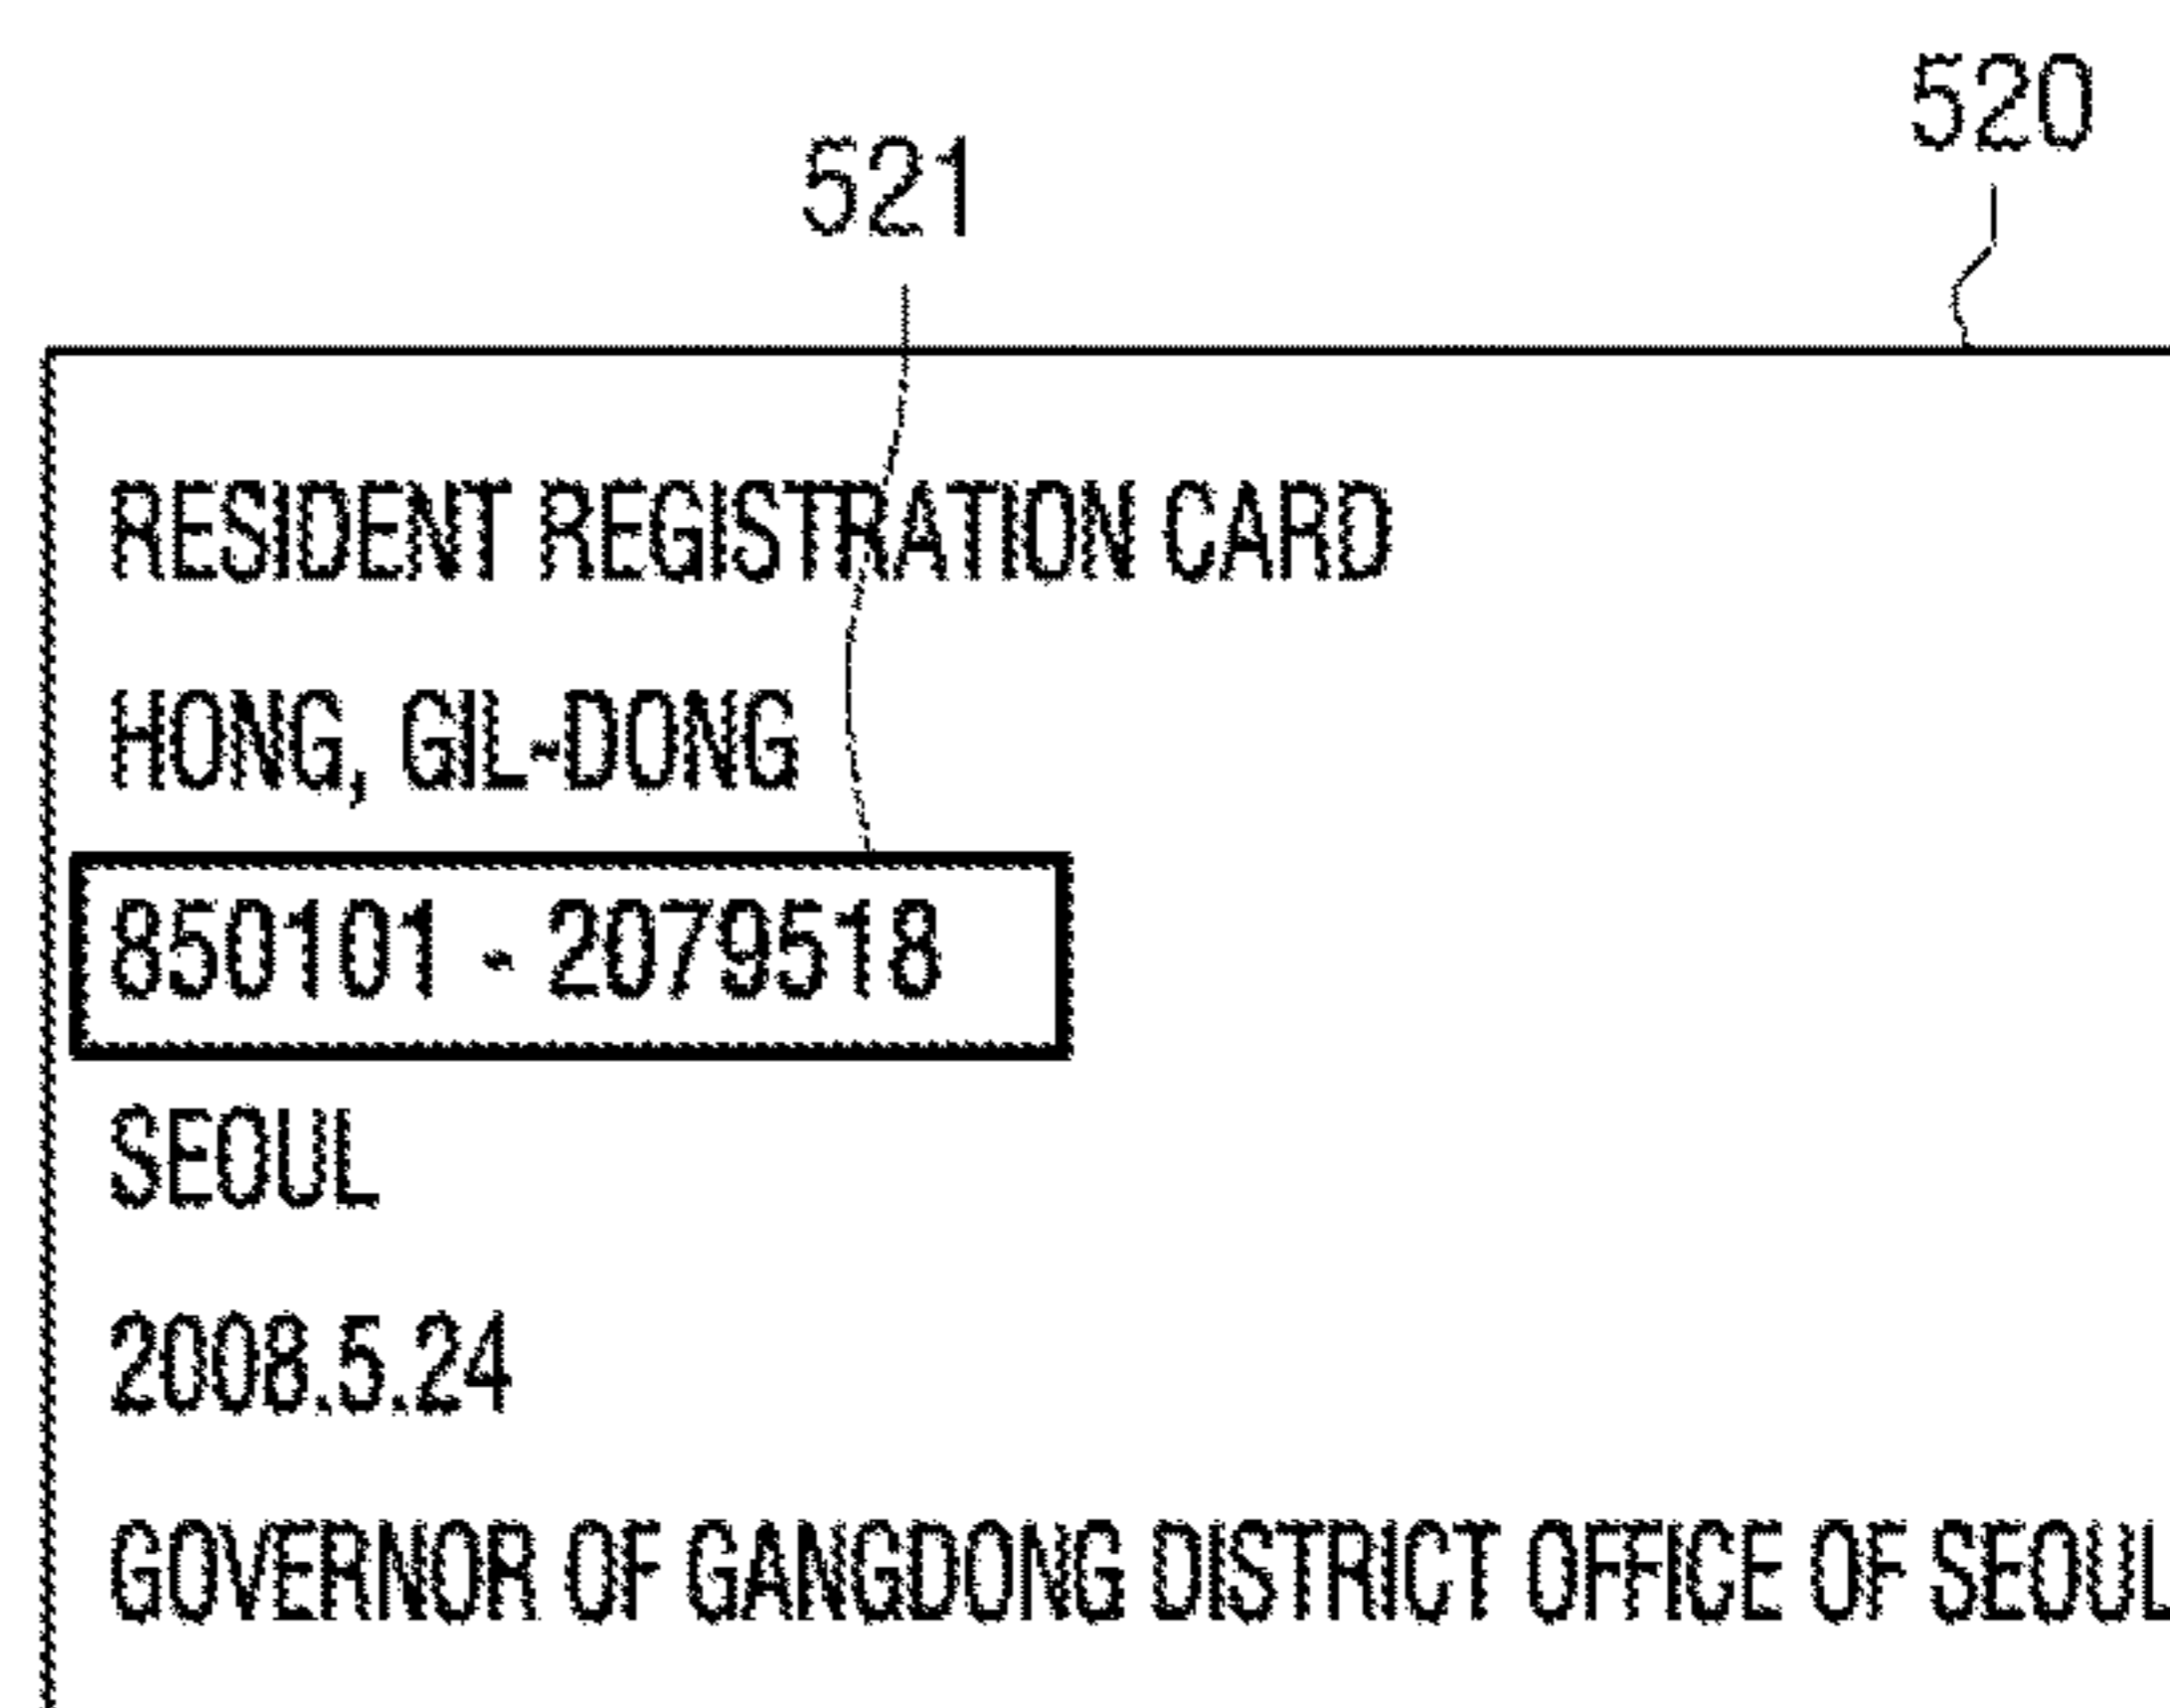 520
521
RESIDENT REGISTRATION CARD
HONG, GIL-DONG
850101 - 2079518
SEOUL
2008.5.24
GOVERNOR OF GANGDONG DISTRICT OFFICE OF SEOUL